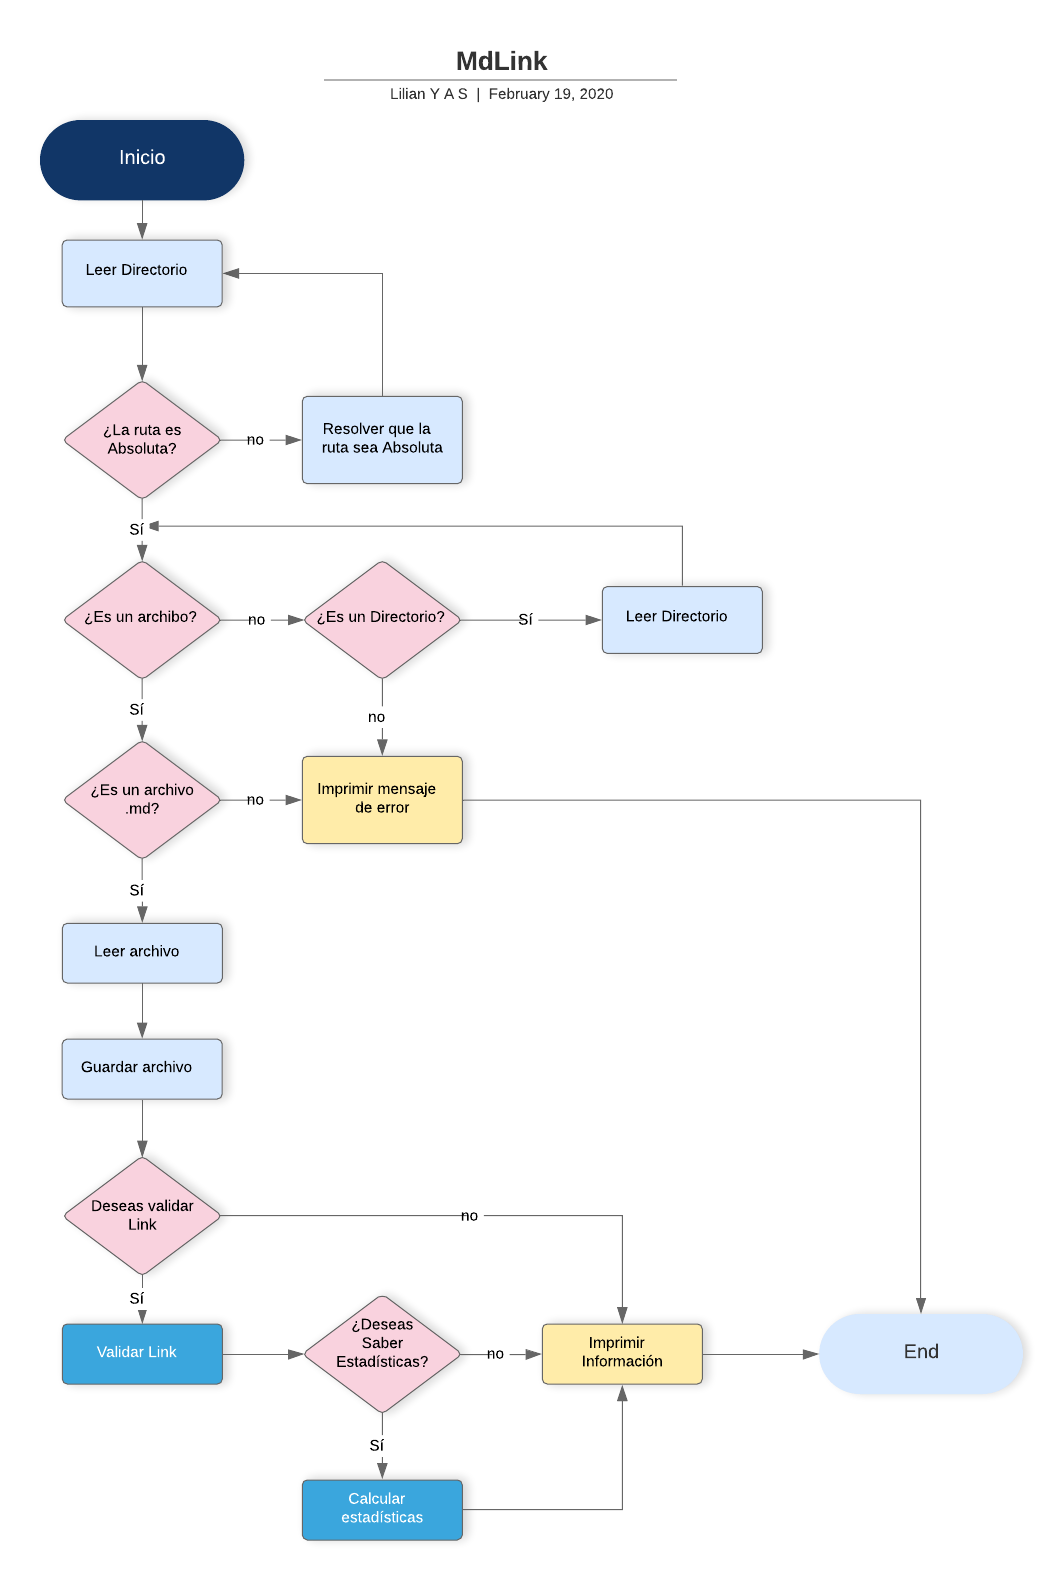 MdLink
Lilian Y A S | February 19, 2020
Inicio
Leer Directorio
¿La ruta es
Absoluta?
no
Resolver que la
ruta sea Absoluta
Sí
¿Es un archibo?
no
¿Es un Directorio?
Sí
Leer Directorio
Sí
no
¿Es un archivo
.md?
no
Imprimir mensaje
de error
Sí
Leer archivo
Guardar archivo
Deseas validar
Link
no
Sí
Validar Link
¿Deseas
Saber
Estadísticas?
no
Imprimir
Información
End
Sí
Calcular
estadísticas